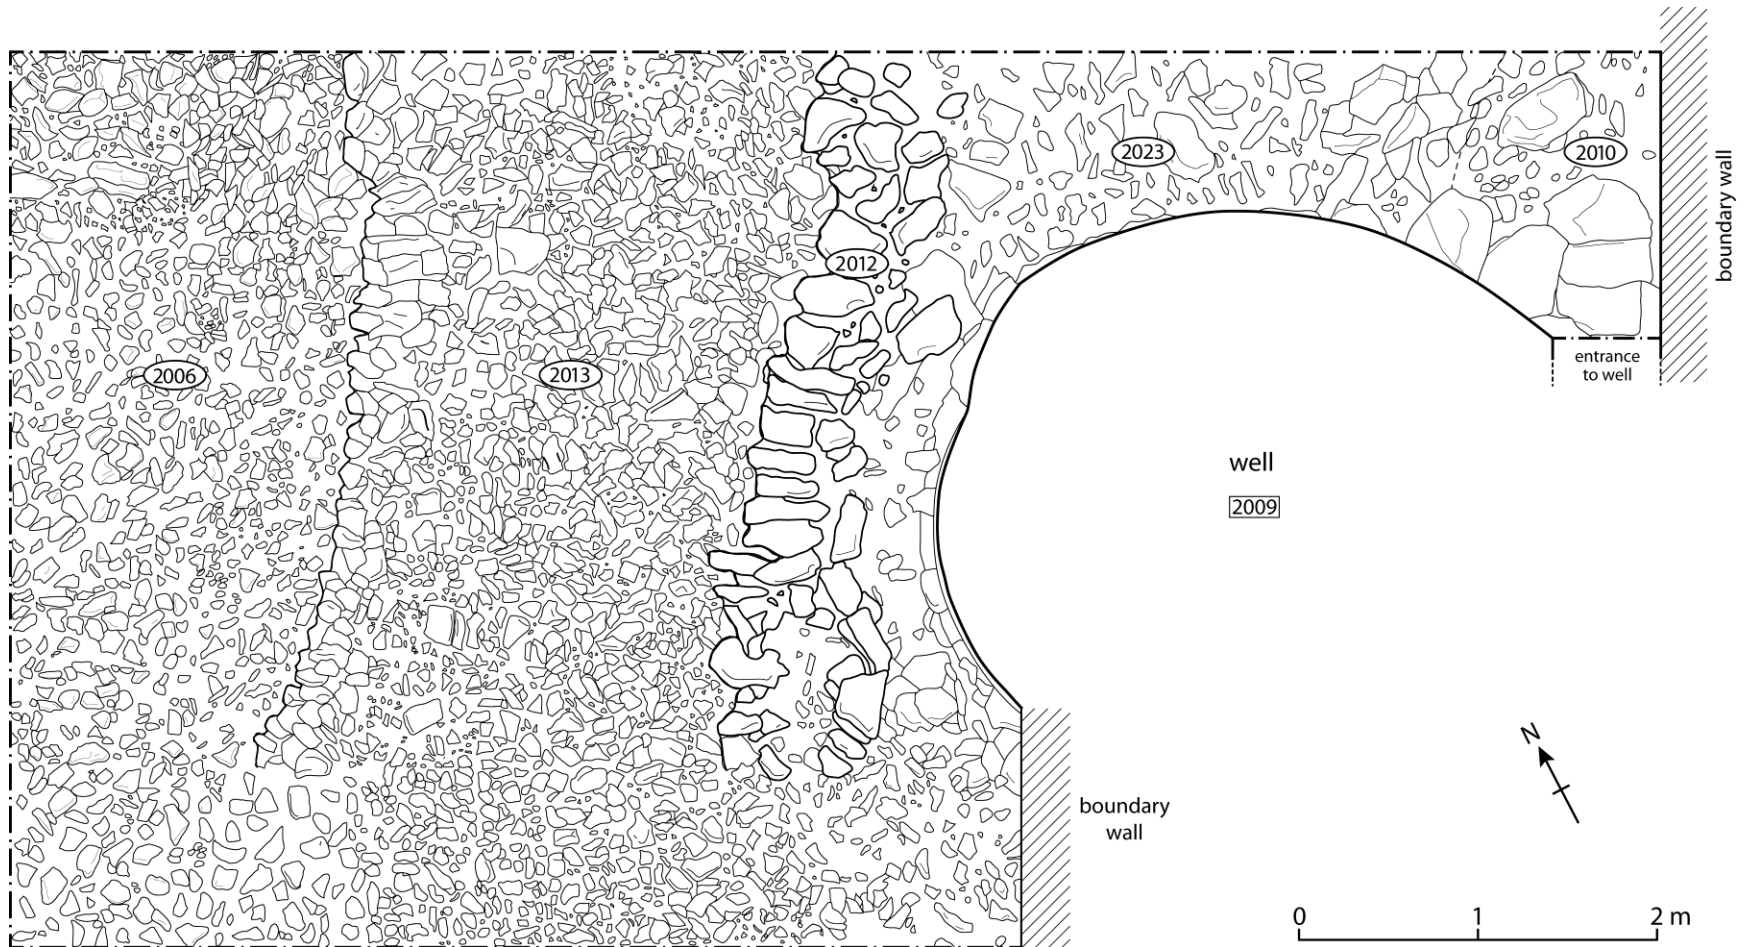 2023
2010
boundary wall
2012
2006
2013
entrance
to well
well
2009
N
boundary
wall
0 1 2 m